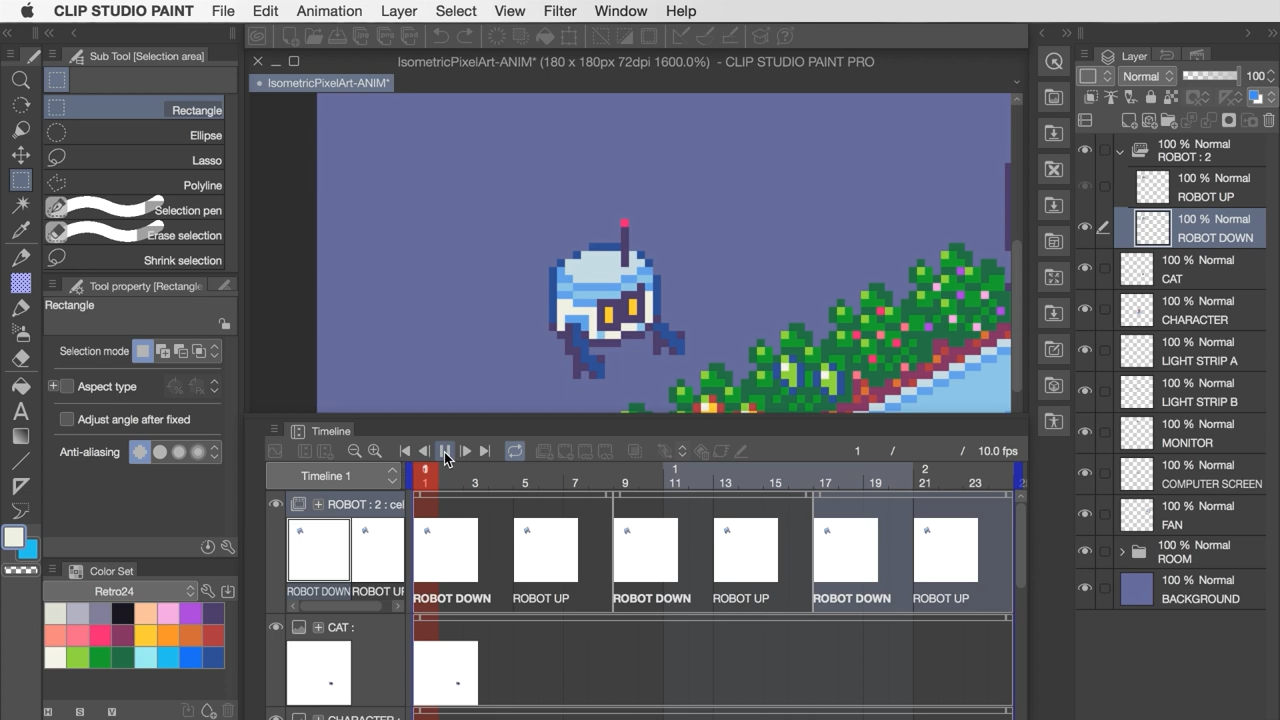 CLIP STUDIO PAINT File Edit Animation Layer Select View Filter Window Help
IsometricPixelArt-ANIM* (180 x 180px 72dpi 1600.0%) - CLIP STUDIO PAINT PRO
IsometricPixelArt-ANIM*
Sub Tool [Selection area]
Rectangle
Ellipse
Lasso
Polyline
Selection pen
Erase selection
Shrink selection
Tool property [Rectangle
Rectangle
Selection mode
Aspect type
Adjust angle after fixed
Anti-aliasing
Color Set
Retro24
H S V
Timeline
1 / / 10.0 fps
Timeline 1
1 1 2
1 3 5 7 9 11 13 15 17 19 21 23
ROBOT : 2 : cel
ROBOT DOWN ROBOT UP
ROBOT DOWN ROBOT UP ROBOT DOWN ROBOT UP ROBOT DOWN ROBOT UP
CAT :
CHARACTER :
Layer
Normal 100
100 % Normal
ROBOT : 2
100 % Normal
ROBOT UP
100 % Normal
ROBOT DOWN
100 % Normal
CAT
100 % Normal
CHARACTER
100 % Normal
LIGHT STRIP A
100 % Normal
LIGHT STRIP B
100 % Normal
MONITOR
100 % Normal
COMPUTER SCREEN
100 % Normal
FAN
100 % Normal
ROOM
100 % Normal
BACKGROUND